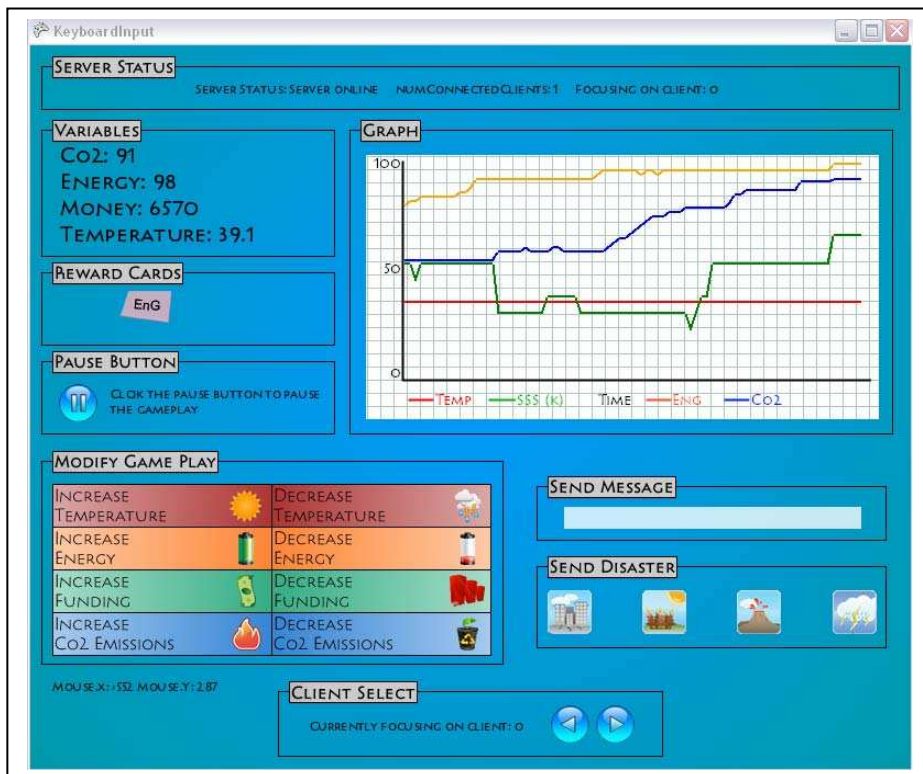 KeyboardInput
Server Status
Server Status: Server online numConnectedClients: 1 Focusing on client: 0
Variables
Co2: 91
Energy: 98
Money: 6570
Temperature: 39.1
Graph
100
50
0
Temp SSS (k) Time Eng Co2
Reward Cards
EnG
Pause Button
Click the pause button to pause
the gameplay
Modify Game Play
Increase Temperature
Decrease Temperature
Increase Energy
Decrease Energy
Increase Funding
Decrease Funding
Increase Co2 Emissions
Decrease Co2 Emissions
Send Message
Send Disaster
Mouse.x: -552 Mouse.y: 287
Client Select
Currently focusing on client: 0